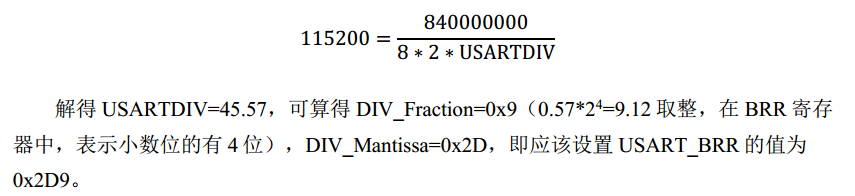 115200 = 840000000 / 8 * 2 * USARTDIV
解得 USARTDIV=45.57，可算得 DIV_Fraction=0x9（0.57*2⁴=9.12 取整，在 BRR 寄存
器中，表示小数位的有 4 位），DIV_Mantissa=0x2D，即应该设置 USART_BRR 的值为
0x2D9。